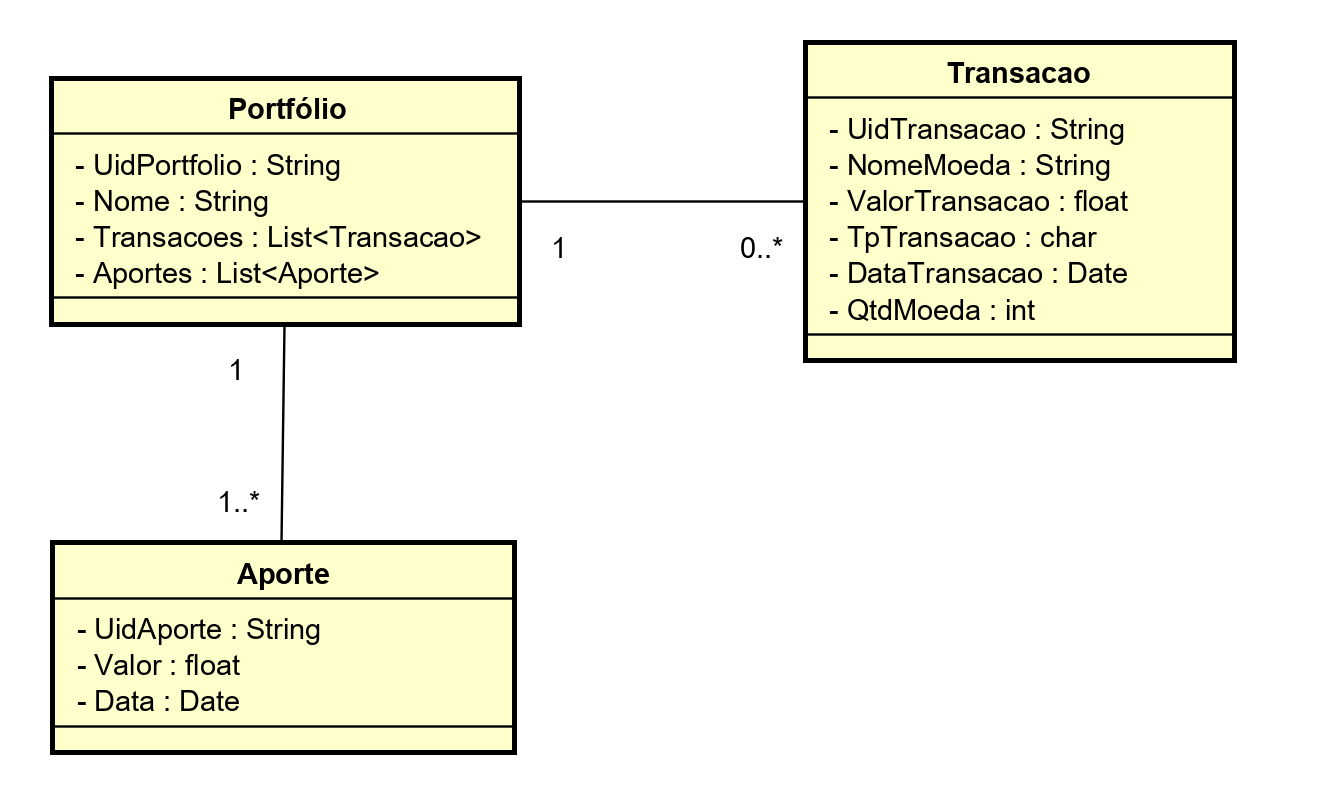 Portfólio
- UidPortfolio : String
- Nome : String
- Transacoes : List<Transacao>
- Aportes : List<Aporte>
1
0..*
Transacao
- UidTransacao : String
- NomeMoeda : String
- ValorTransacao : float
- TpTransacao : char
- DataTransacao : Date
- QtdMoeda : int
1
1..*
Aporte
- UidAporte : String
- Valor : float
- Data : Date